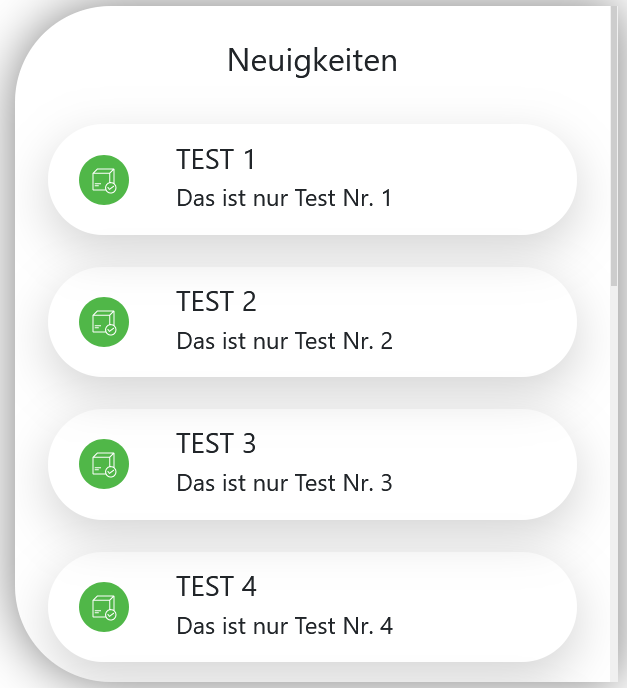 Neuigkeiten
TEST 1
Das ist nur Test Nr. 1
TEST 2
Das ist nur Test Nr. 2
TEST 3
Das ist nur Test Nr. 3
TEST 4
Das ist nur Test Nr. 4